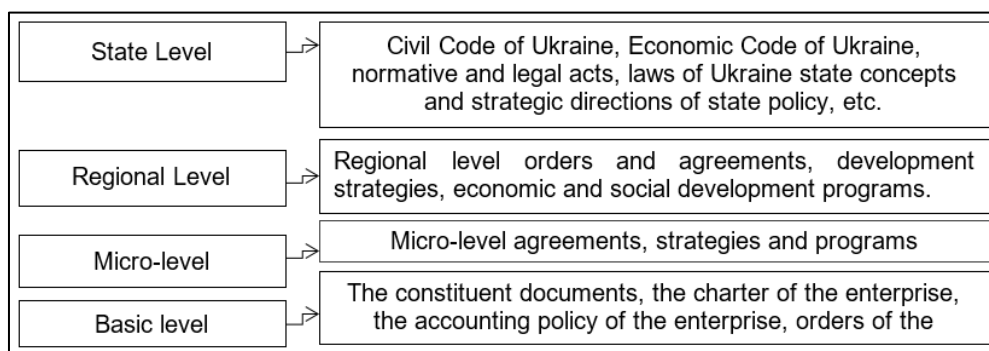 State Level
Civil Code of Ukraine, Economic Code of Ukraine,
normative and legal acts, laws of Ukraine state concepts
and strategic directions of state policy, etc.
Regional Level
Regional level orders and agreements, development
strategies, economic and social development programs.
Micro-level
Micro-level agreements, strategies and programs
Basic level
The constituent documents, the charter of the enterprise,
the accounting policy of the enterprise, orders of the